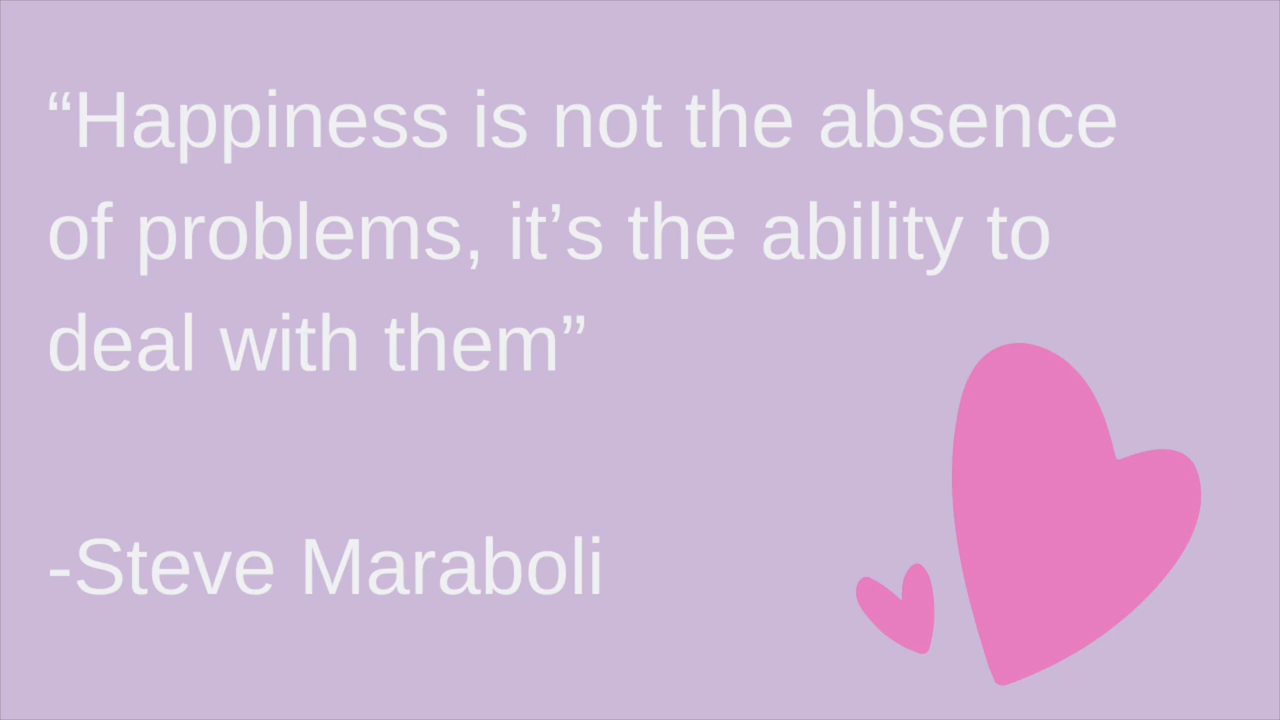 “Happiness is not the absence
of problems, it’s the ability to
deal with them”
-Steve Maraboli